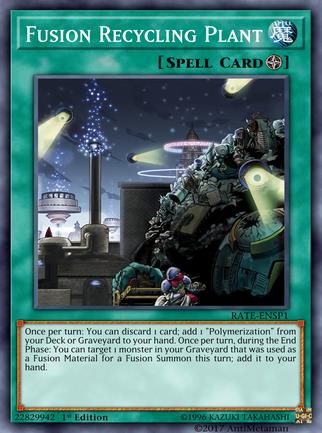 Fusion Recycling Plant
[Spell Card]
RATE-ENSP1
Once per turn: You can discard 1 card; add 1 "Polymerization" from
your Deck or Graveyard to your hand. Once per turn, during the End
Phase: You can target 1 monster in your Graveyard that was used as
a Fusion Material for a Fusion Summon this turn; add it to your
hand.
22829942 1st Edition ©1996 KAZUKI TAKAHASHI
©2017 AntiMetaman